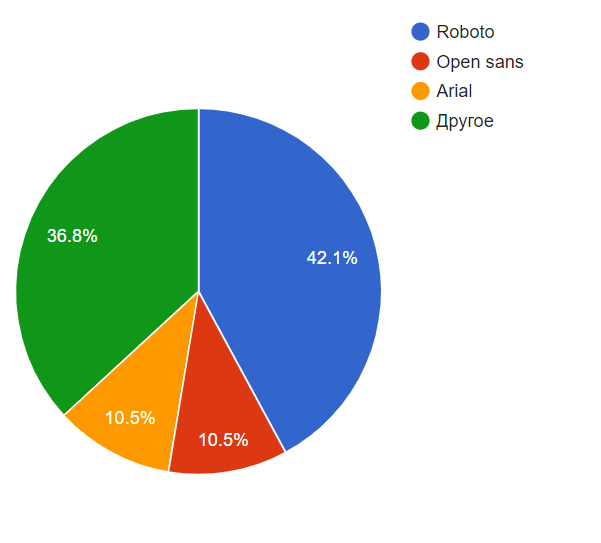 Roboto
Open sans
Arial
Другое
36.8%
42.1%
10.5%
10.5%